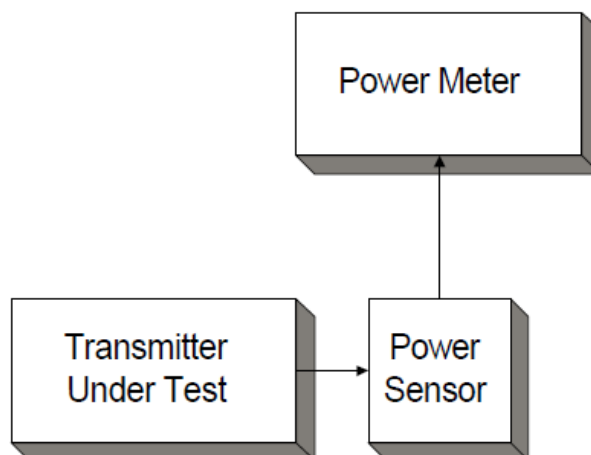 Power Meter
Transmitter
Under Test
Power
Sensor